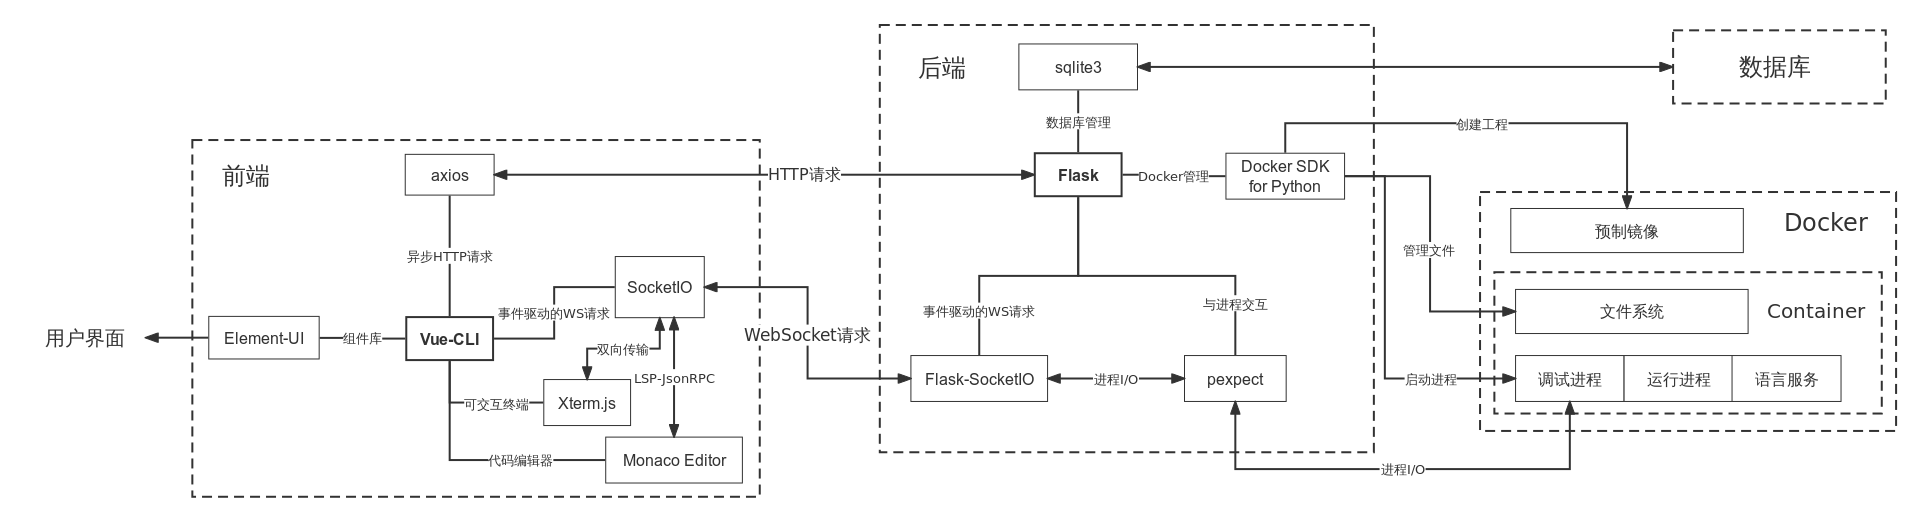 后端
sqlite3
数据库
数据库管理
创建工程
前端
axios
HTTP请求
Flask
Docker管理
Docker SDK
for Python
Docker
预制镜像
异步HTTP请求
管理文件
SocketIO
事件驱动的WS请求
事件驱动的WS请求
与进程交互
文件系统
Container
用户界面
Element-UI
组件库
Vue-CLI
双向传输
WebSocket请求
LSP-JsonRPC
Flask-SocketIO
进程I/O
pexpect
启动进程
调试进程
运行进程
语言服务
可交互终端
Xterm.js
代码编辑器
Monaco Editor
进程I/O